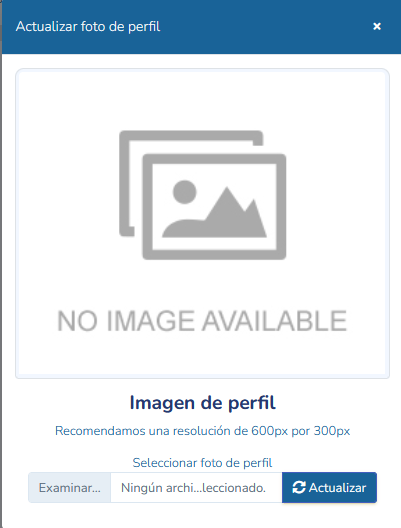 Actualizar foto de perfil ×
NO IMAGE AVAILABLE
Imagen de perfil
Recomendamos una resolución de 600px por 300px
Seleccionar foto de perfil
Examinar... Ningún archi...leccionado. Actualizar